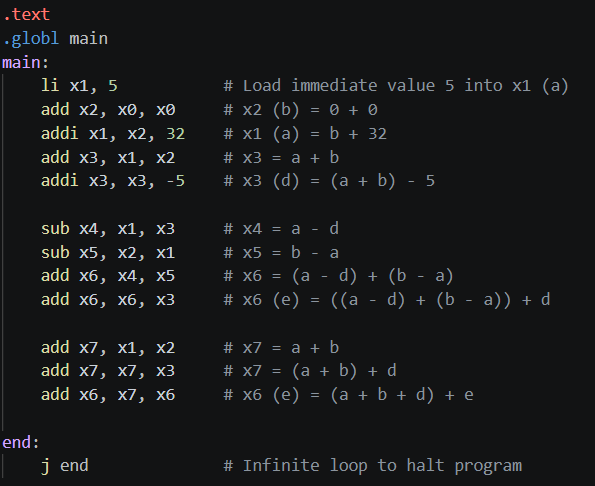 .text
.globl main
main:
    li x1, 5           # Load immediate value 5 into x1 (a)
    add x2, x0, x0     # x2 (b) = 0 + 0
    addi x1, x2, 32    # x1 (a) = b + 32
    add x3, x1, x2     # x3 = a + b
    addi x3, x3, -5    # x3 (d) = (a + b) - 5

    sub x4, x1, x3     # x4 = a - d
    sub x5, x2, x1     # x5 = b - a
    add x6, x4, x5     # x6 = (a - d) + (b - a)
    add x6, x6, x3     # x6 (e) = ((a - d) + (b - a)) + d

    add x7, x1, x2     # x7 = a + b
    add x7, x7, x3     # x7 = (a + b) + d
    add x6, x7, x6     # x6 (e) = (a + b + d) + e

end:
    j end              # Infinite loop to halt program